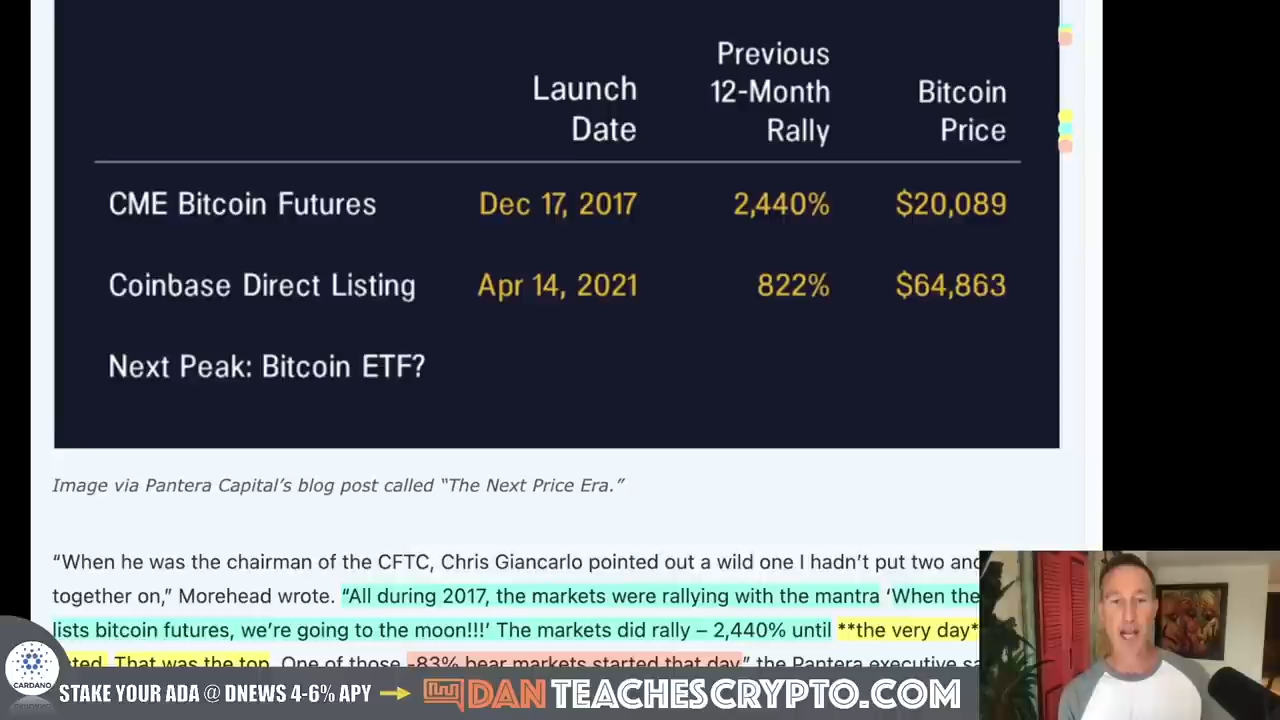 Previous
Launch 12-Month Bitcoin
Date Rally Price
CME Bitcoin Futures Dec 17, 2017 2,440% $20,089
Coinbase Direct Listing Apr 14, 2021 822% $64,863
Next Peak: Bitcoin ETF?
Image via Pantera Capital’s blog post called “The Next Price Era.”
“When he was the chairman of the CFTC, Chris Giancarlo pointed out a wild one I hadn’t put two and
together on,” Morehead wrote. “All during 2017, the markets were rallying with the mantra ‘When the
lists bitcoin futures, we’re going to the moon!!!’ The markets did rally – 2,440% until **the very day*
That was the top. One of those -83% bear markets started that day,” the Pantera executive
CARDANO
STAKE YOUR ADA @ DNEWS 4-6% APY → DANTEACHESCRYPTO.COM